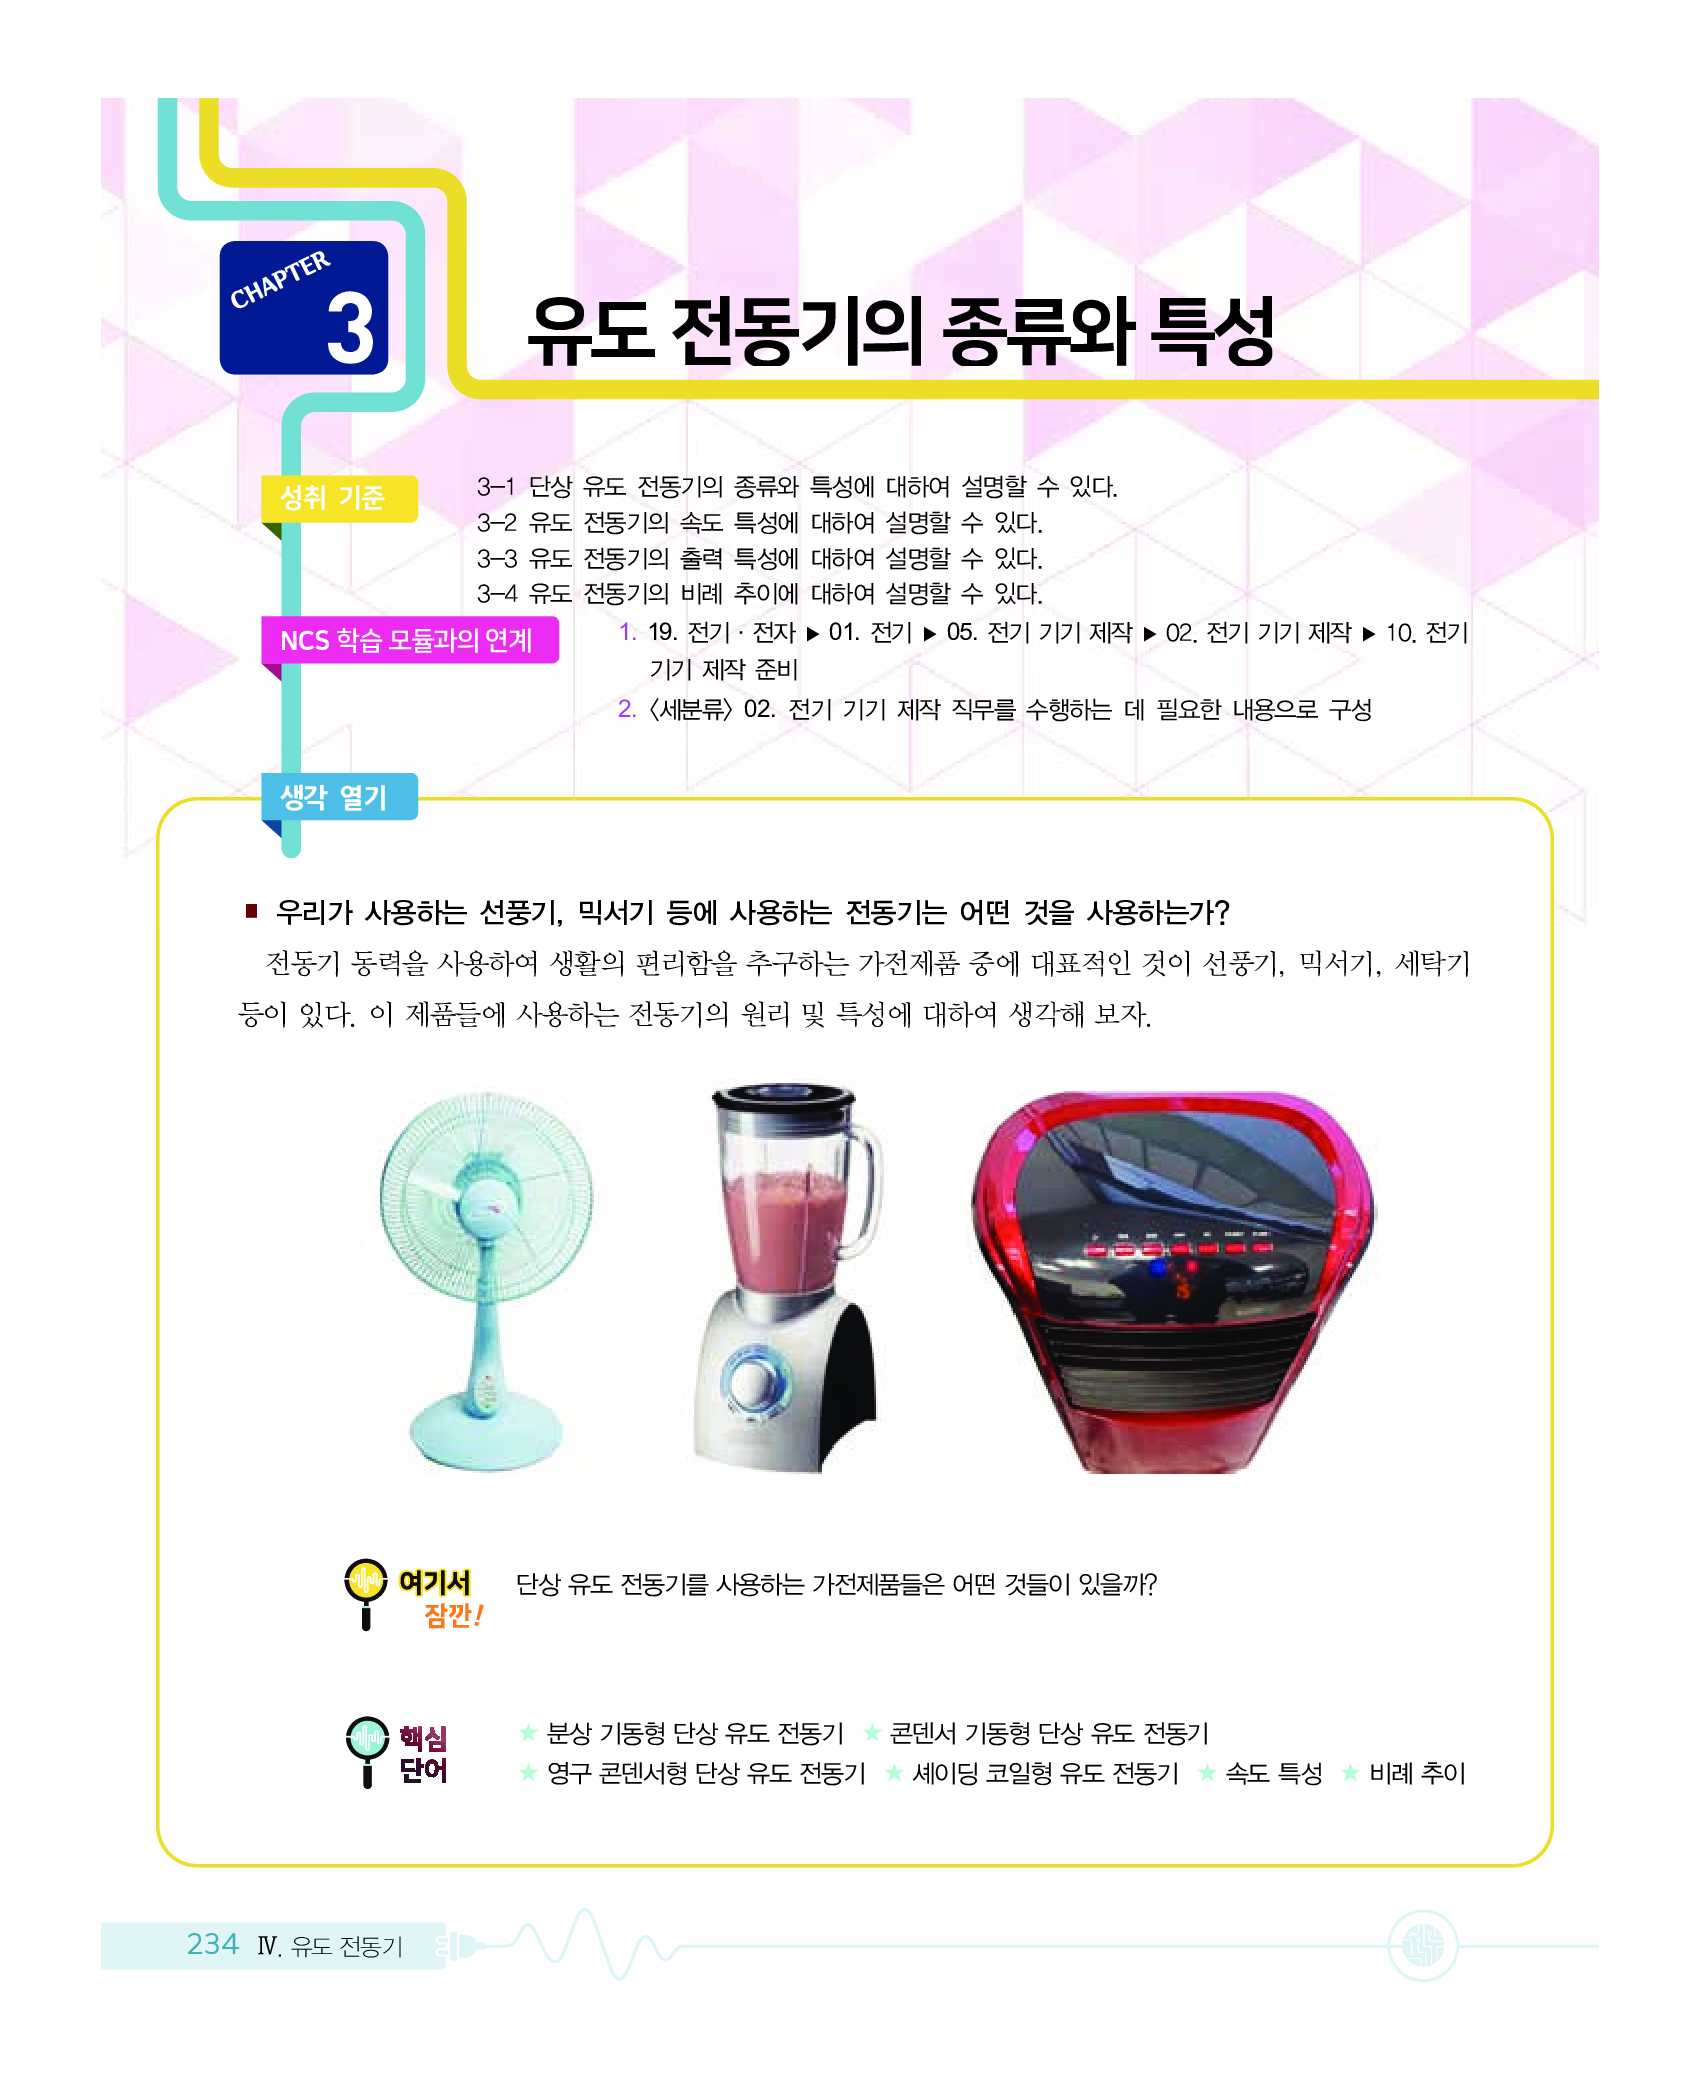 CHAPTER
3
유도 전동기의 종류와 특성
성취 기준
3-1 단상 유도 전동기의 종류와 특성에 대하여 설명할 수 있다.
3-2 유도 전동기의 속도 특성에 대하여 설명할 수 있다.
3-3 유도 전동기의 출력 특성에 대하여 설명할 수 있다.
3-4 유도 전동기의 비례 추이에 대하여 설명할 수 있다.
NCS 학습 모듈과의 연계
1. 19. 전기 · 전자 ▶ 01. 전기 ▶ 05. 전기 기기 제작 ▶ 02. 전기 기기 제작 ▶ 10. 전기
기기 제작 준비
2. 〈세분류〉 02. 전기 기기 제작 직무를 수행하는 데 필요한 내용으로 구성
생각 열기
■ 우리가 사용하는 선풍기, 믹서기 등에 사용하는 전동기는 어떤 것을 사용하는가?
전동기 동력을 사용하여 생활의 편리함을 추구하는 가전제품 중에 대표적인 것이 선풍기, 믹서기, 세탁기
등이 있다. 이 제품들에 사용하는 전동기의 원리 및 특성에 대하여 생각해 보자.
여기서
잠깐!
단상 유도 전동기를 사용하는 가전제품들은 어떤 것들이 있을까?
핵심
단어
★ 분상 기동형 단상 유도 전동기 ★ 콘덴서 기동형 단상 유도 전동기
★ 영구 콘덴서형 단상 유도 전동기 ★ 셰이딩 코일형 유도 전동기 ★ 속도 특성 ★ 비례 추이
234 Ⅳ. 유도 전동기